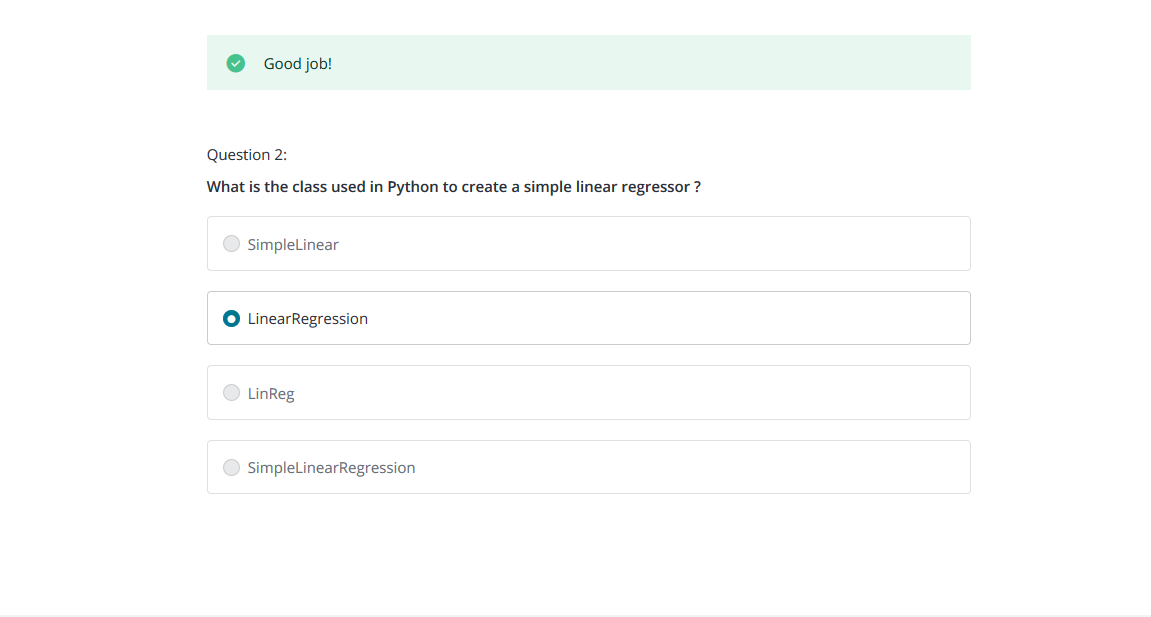 Good job!
Question 2:
What is the class used in Python to create a simple linear regressor ?
SimpleLinear
LinearRegression
LinReg
SimpleLinearRegression